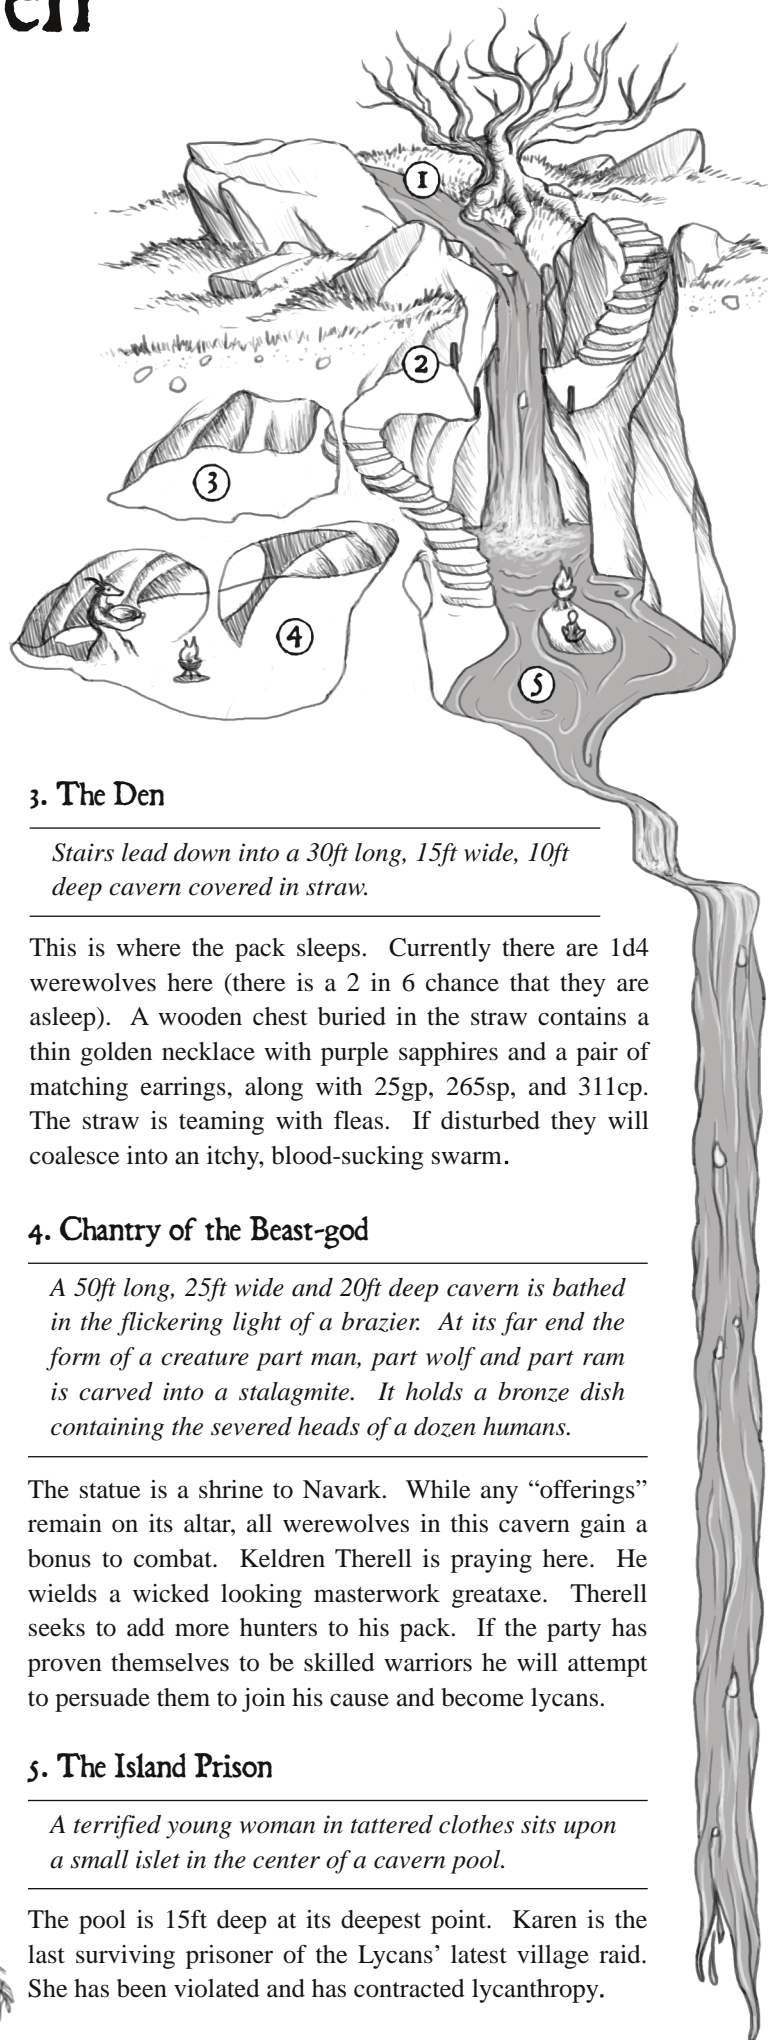 en
1
2
3
4
5
3. The Den
Stairs lead down into a 30ft long, 15ft wide, 10ft
deep cavern covered in straw.
This is where the pack sleeps. Currently there are 1d4
werewolves here (there is a 2 in 6 chance that they are
asleep). A wooden chest buried in the straw contains a
thin golden necklace with purple sapphires and a pair of
matching earrings, along with 25gp, 265sp, and 311cp.
The straw is teaming with fleas. If disturbed they will
coalesce into an itchy, blood-sucking swarm.
4. Chantry of the Beast-god
A 50ft long, 25ft wide and 20ft deep cavern is bathed
in the flickering light of a brazier. At its far end the
form of a creature part man, part wolf and part ram
is carved into a stalagmite. It holds a bronze dish
containing the severed heads of a dozen humans.
The statue is a shrine to Navark. While any “offerings”
remain on its altar, all werewolves in this cavern gain a
bonus to combat. Keldren Therell is praying here. He
wields a wicked looking masterwork greataxe. Therell
seeks to add more hunters to his pack. If the party has
proven themselves to be skilled warriors he will attempt
to persuade them to join his cause and become lycans.
5. The Island Prison
A terrified young woman in tattered clothes sits upon
a small islet in the center of a cavern pool.
The pool is 15ft deep at its deepest point. Karen is the
last surviving prisoner of the Lycans’ latest village raid.
She has been violated and has contracted lycanthropy.